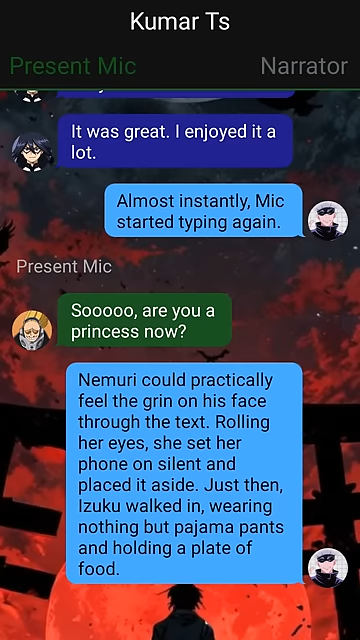 Kumar Ts
Present Mic Narrator
It was great. I enjoyed it a
lot.
Almost instantly, Mic
started typing again.
Present Mic
Sooooo, are you a
princess now?
Nemuri could practically
feel the grin on his face
through the text. Rolling
her eyes, she set her
phone on silent and
placed it aside. Just then,
Izuku walked in, wearing
nothing but pajama pants
and holding a plate of
food.